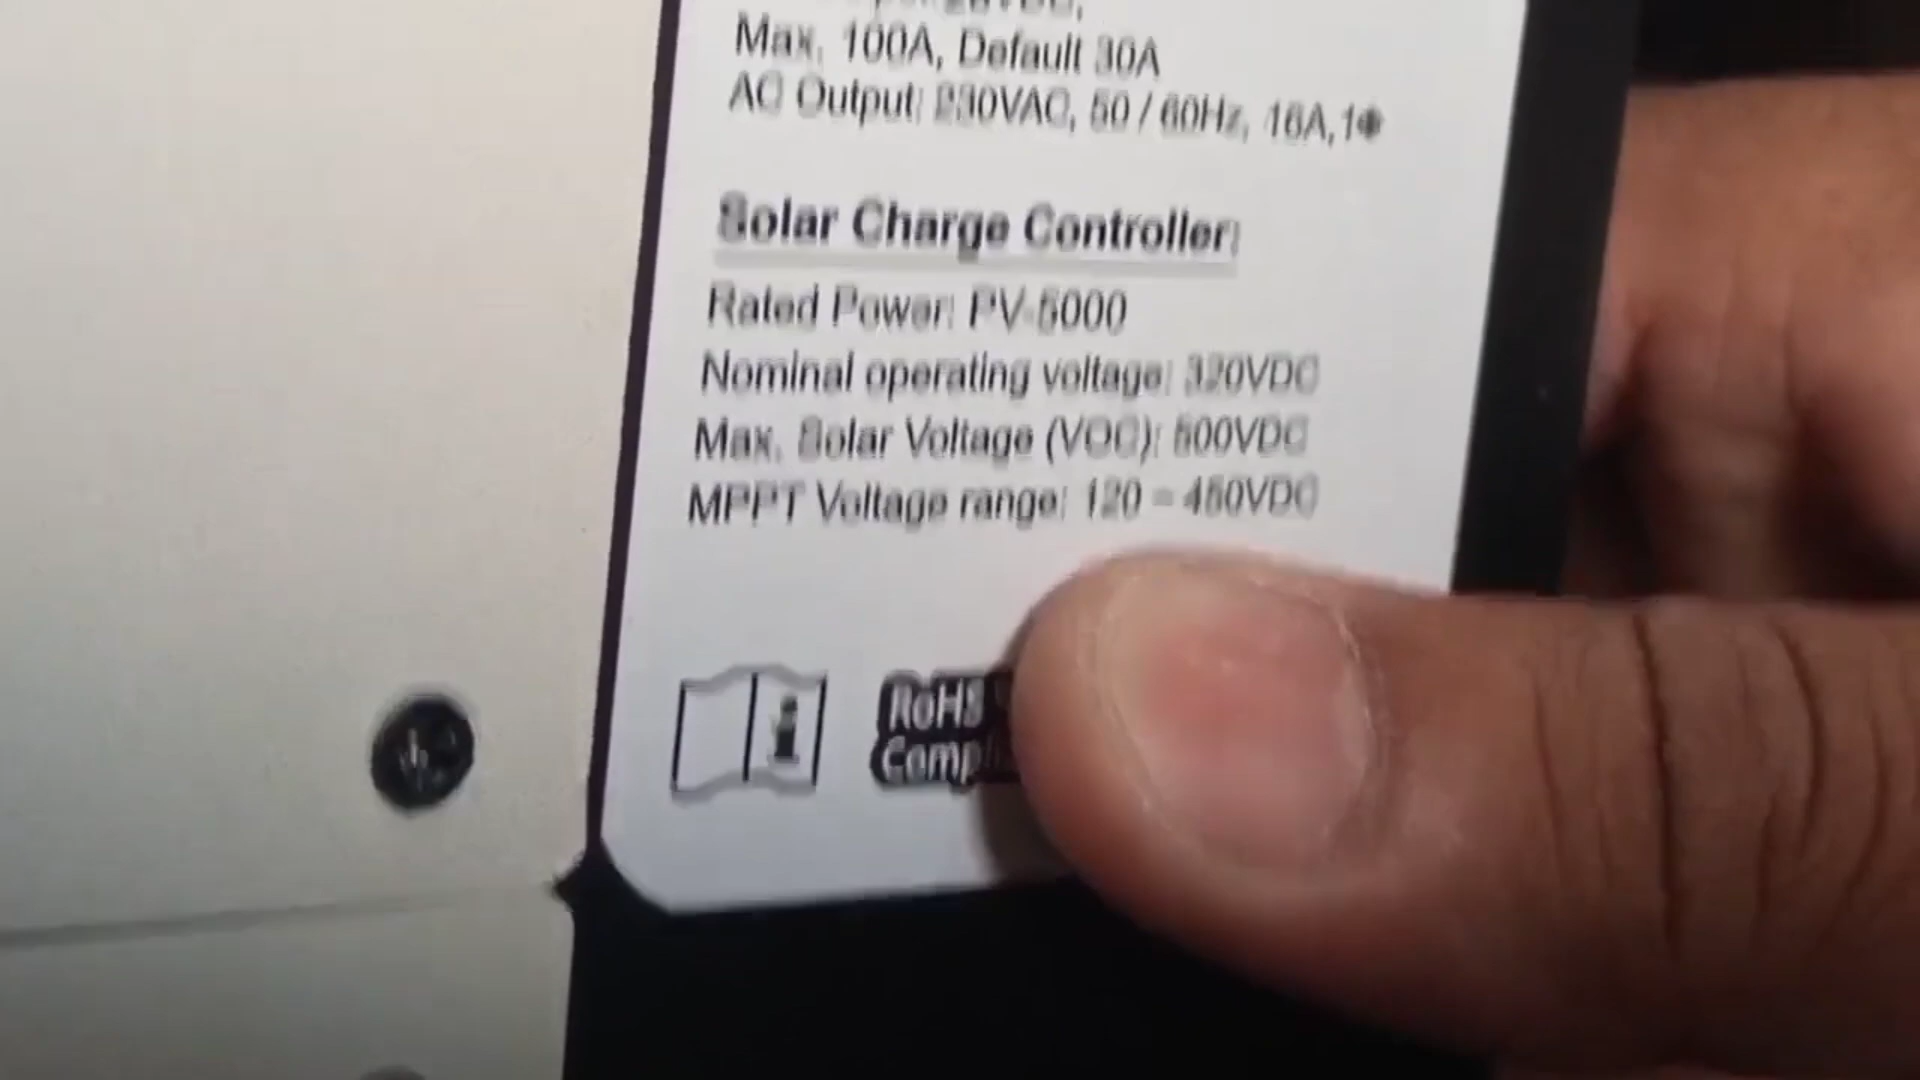 Max. 100A, Default 30A
AC Output: 230VAC, 50 / 60Hz, 16A, 1Φ
Solar Charge Controller:
Rated Power: PV-5000
Nominal operating voltage: 320VDC
Max. Solar Voltage (VOC): 500VDC
MPPT Voltage range: 120 - 450VDC
i
RoHS